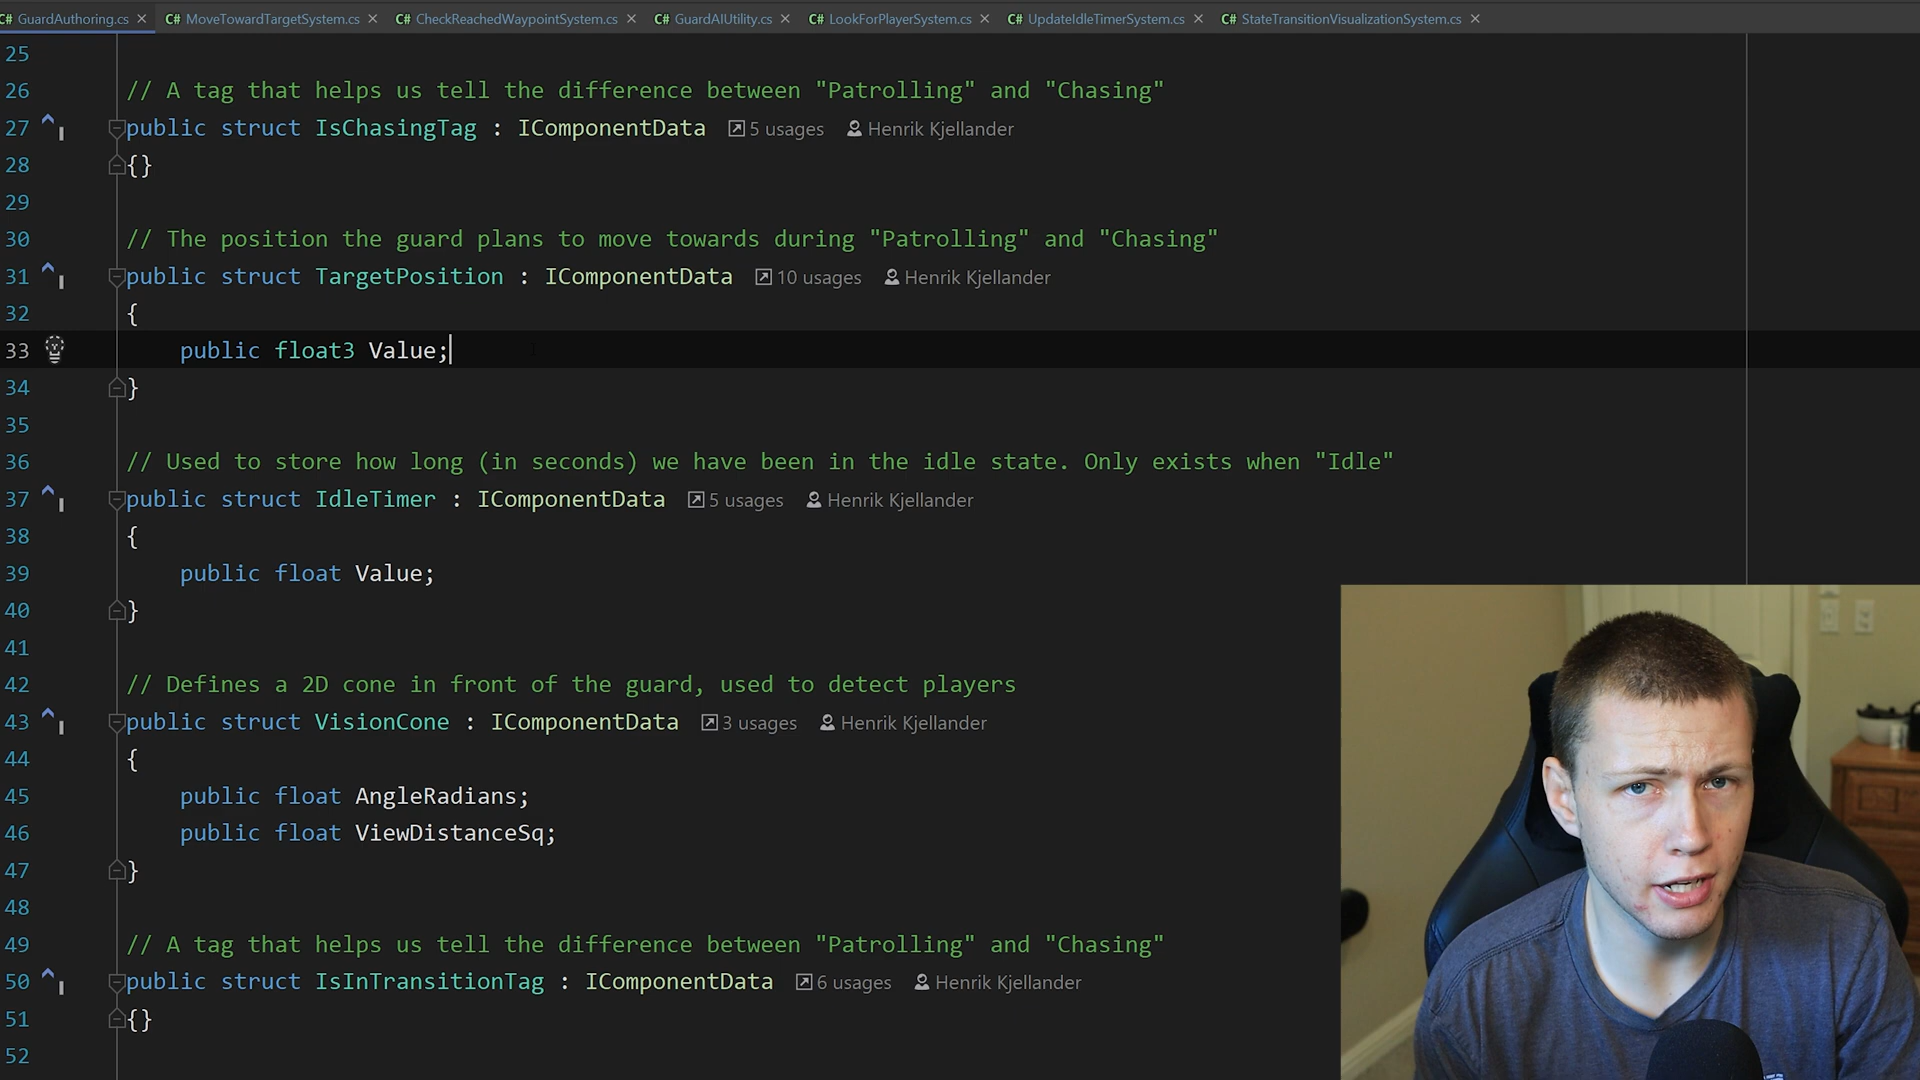 C# GuardAuthoring.cs × C# MoveTowardTargetSystem.cs × C# CheckReachedWaypointSystem.cs × C# GuardAIUtility.cs × C# LookForPlayerSystem.cs × C# UpdateIdleTimerSystem.cs × C# StateTransitionVisualizationSystem.cs ×
25
26 // A tag that helps us tell the difference between "Patrolling" and "Chasing"
27 public struct IsChasingTag : IComponentData 5 usages Henrik Kjellander
28 {}
29
30 // The position the guard plans to move towards during "Patrolling" and "Chasing"
31 public struct TargetPosition : IComponentData 10 usages Henrik Kjellander
32 {
33 public float3 Value;
34 }
35
36 // Used to store how long (in seconds) we have been in the idle state. Only exists when "Idle"
37 public struct IdleTimer : IComponentData 5 usages Henrik Kjellander
38 {
39 public float Value;
40 }
41
42 // Defines a 2D cone in front of the guard, used to detect players
43 public struct VisionCone : IComponentData 3 usages Henrik Kjellander
44 {
45 public float AngleRadians;
46 public float ViewDistanceSq;
47 }
48
49 // A tag that helps us tell the difference between "Patrolling" and "Chasing"
50 public struct IsInTransitionTag : IComponentData 6 usages Henrik Kjellander
51 {}
52